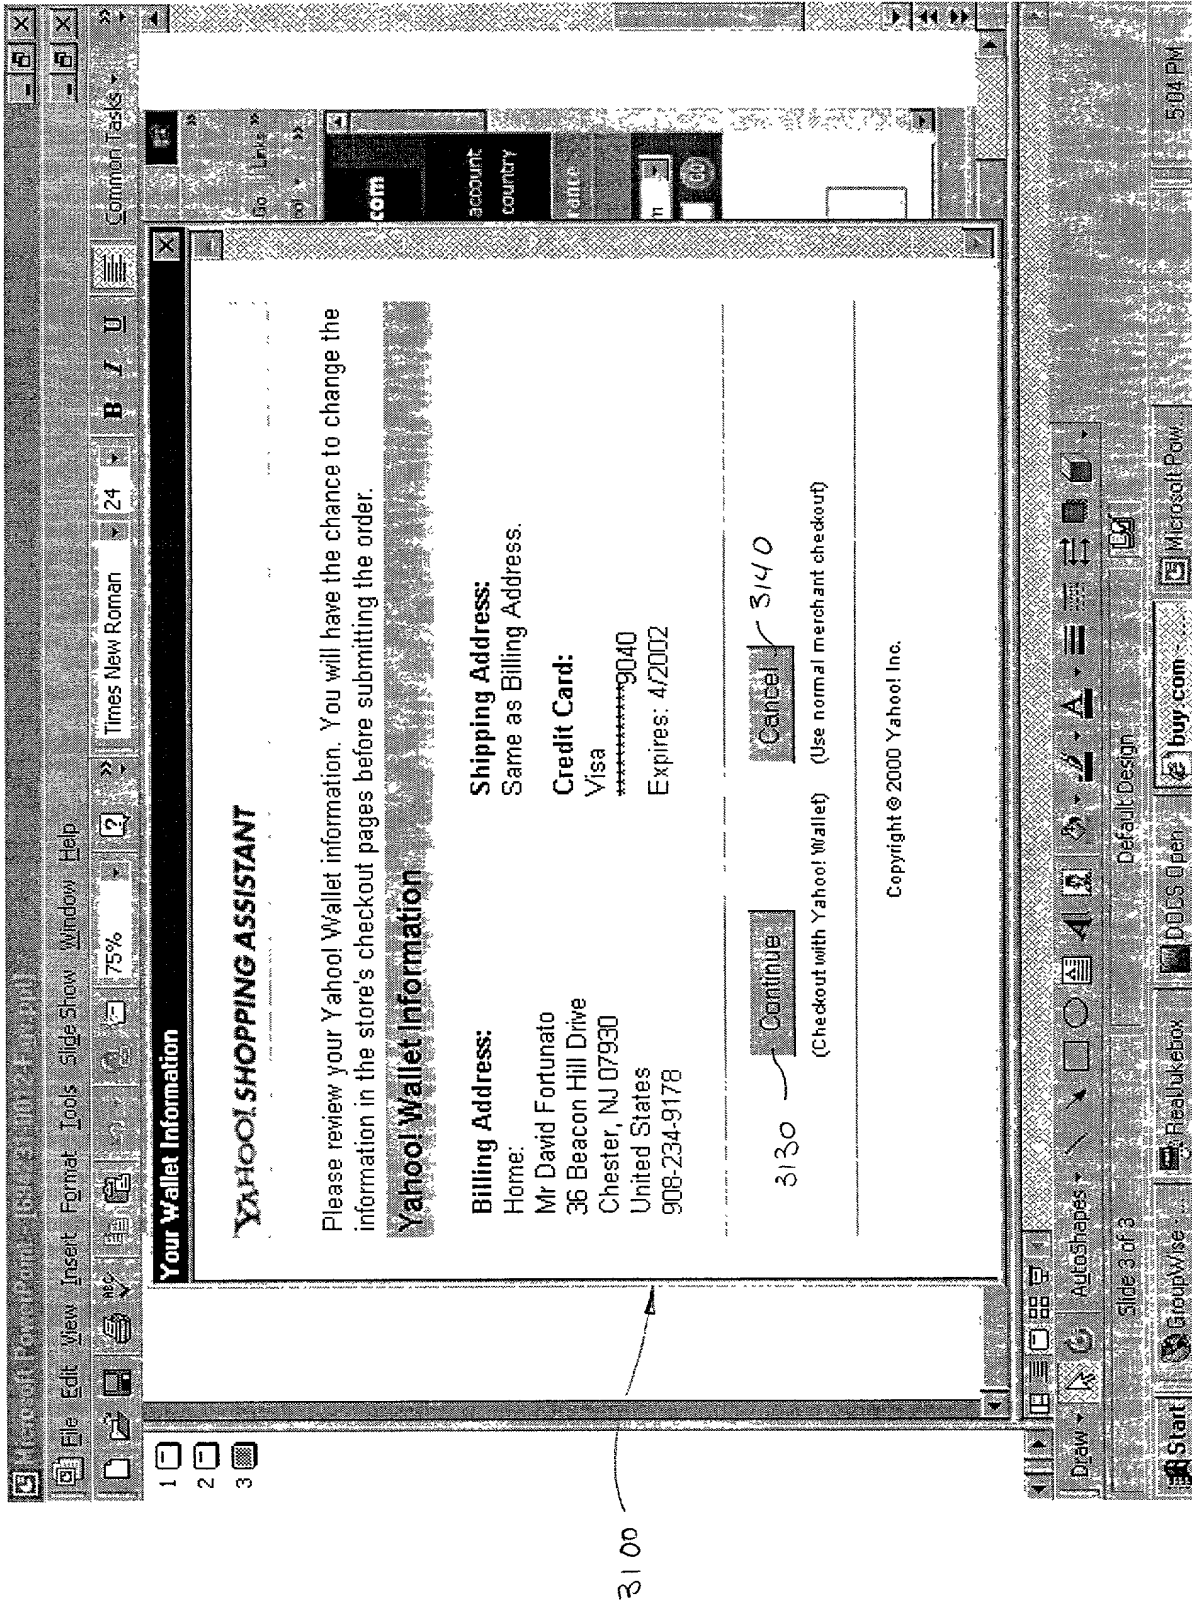 File Edit View Insert Format Tools Slide Show Window Help
75%
Times New Roman 24 B I U Common Tasks
1
2
3
Your Wallet Information
YAHOO! SHOPPING ASSISTANT
Please review your Yahoo! Wallet information. You will have the chance to change the
information in the store's checkout pages before submitting the order.
Yahoo! Wallet Information
Billing Address:
Home:
Mr David Fortunato
36 Beacon Hill Drive
Chester, NJ 07930
United States
908-234-9178
Shipping Address:
Same as Billing Address.
Credit Card:
Visa
************9040
Expires: 4/2002
3130 Continue
(Checkout with Yahoo! Wallet)
Cancel 3140
(Use normal merchant checkout)
Copyright © 2000 Yahoo! Inc.
Go Links
.com
account
country
Go
3100
Draw AutoShapes
Slide 3 of 3 Default Design
Start GroupWise - ... RealJukebox DOCS Open buy.com - ... Microsoft Pow... 5:04 PM